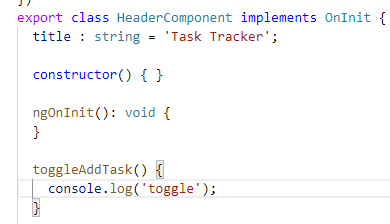 })
export class HeaderComponent implements OnInit {
title : string = 'Task Tracker';
constructor() { }
ngOnInit(): void {
}
toggleAddTask() {
console.log('toggle');
}